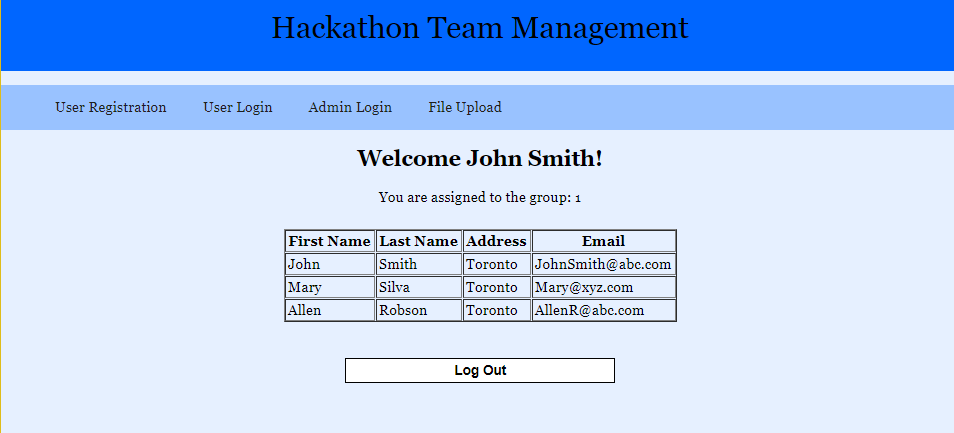 Hackathon Team Management
User Registration User Login Admin Login File Upload
Welcome John Smith!
You are assigned to the group: 1
First Name Last Name Address Email
John Smith Toronto JohnSmith@abc.com
Mary Silva Toronto Mary@xyz.com
Allen Robson Toronto AllenR@abc.com
Log Out